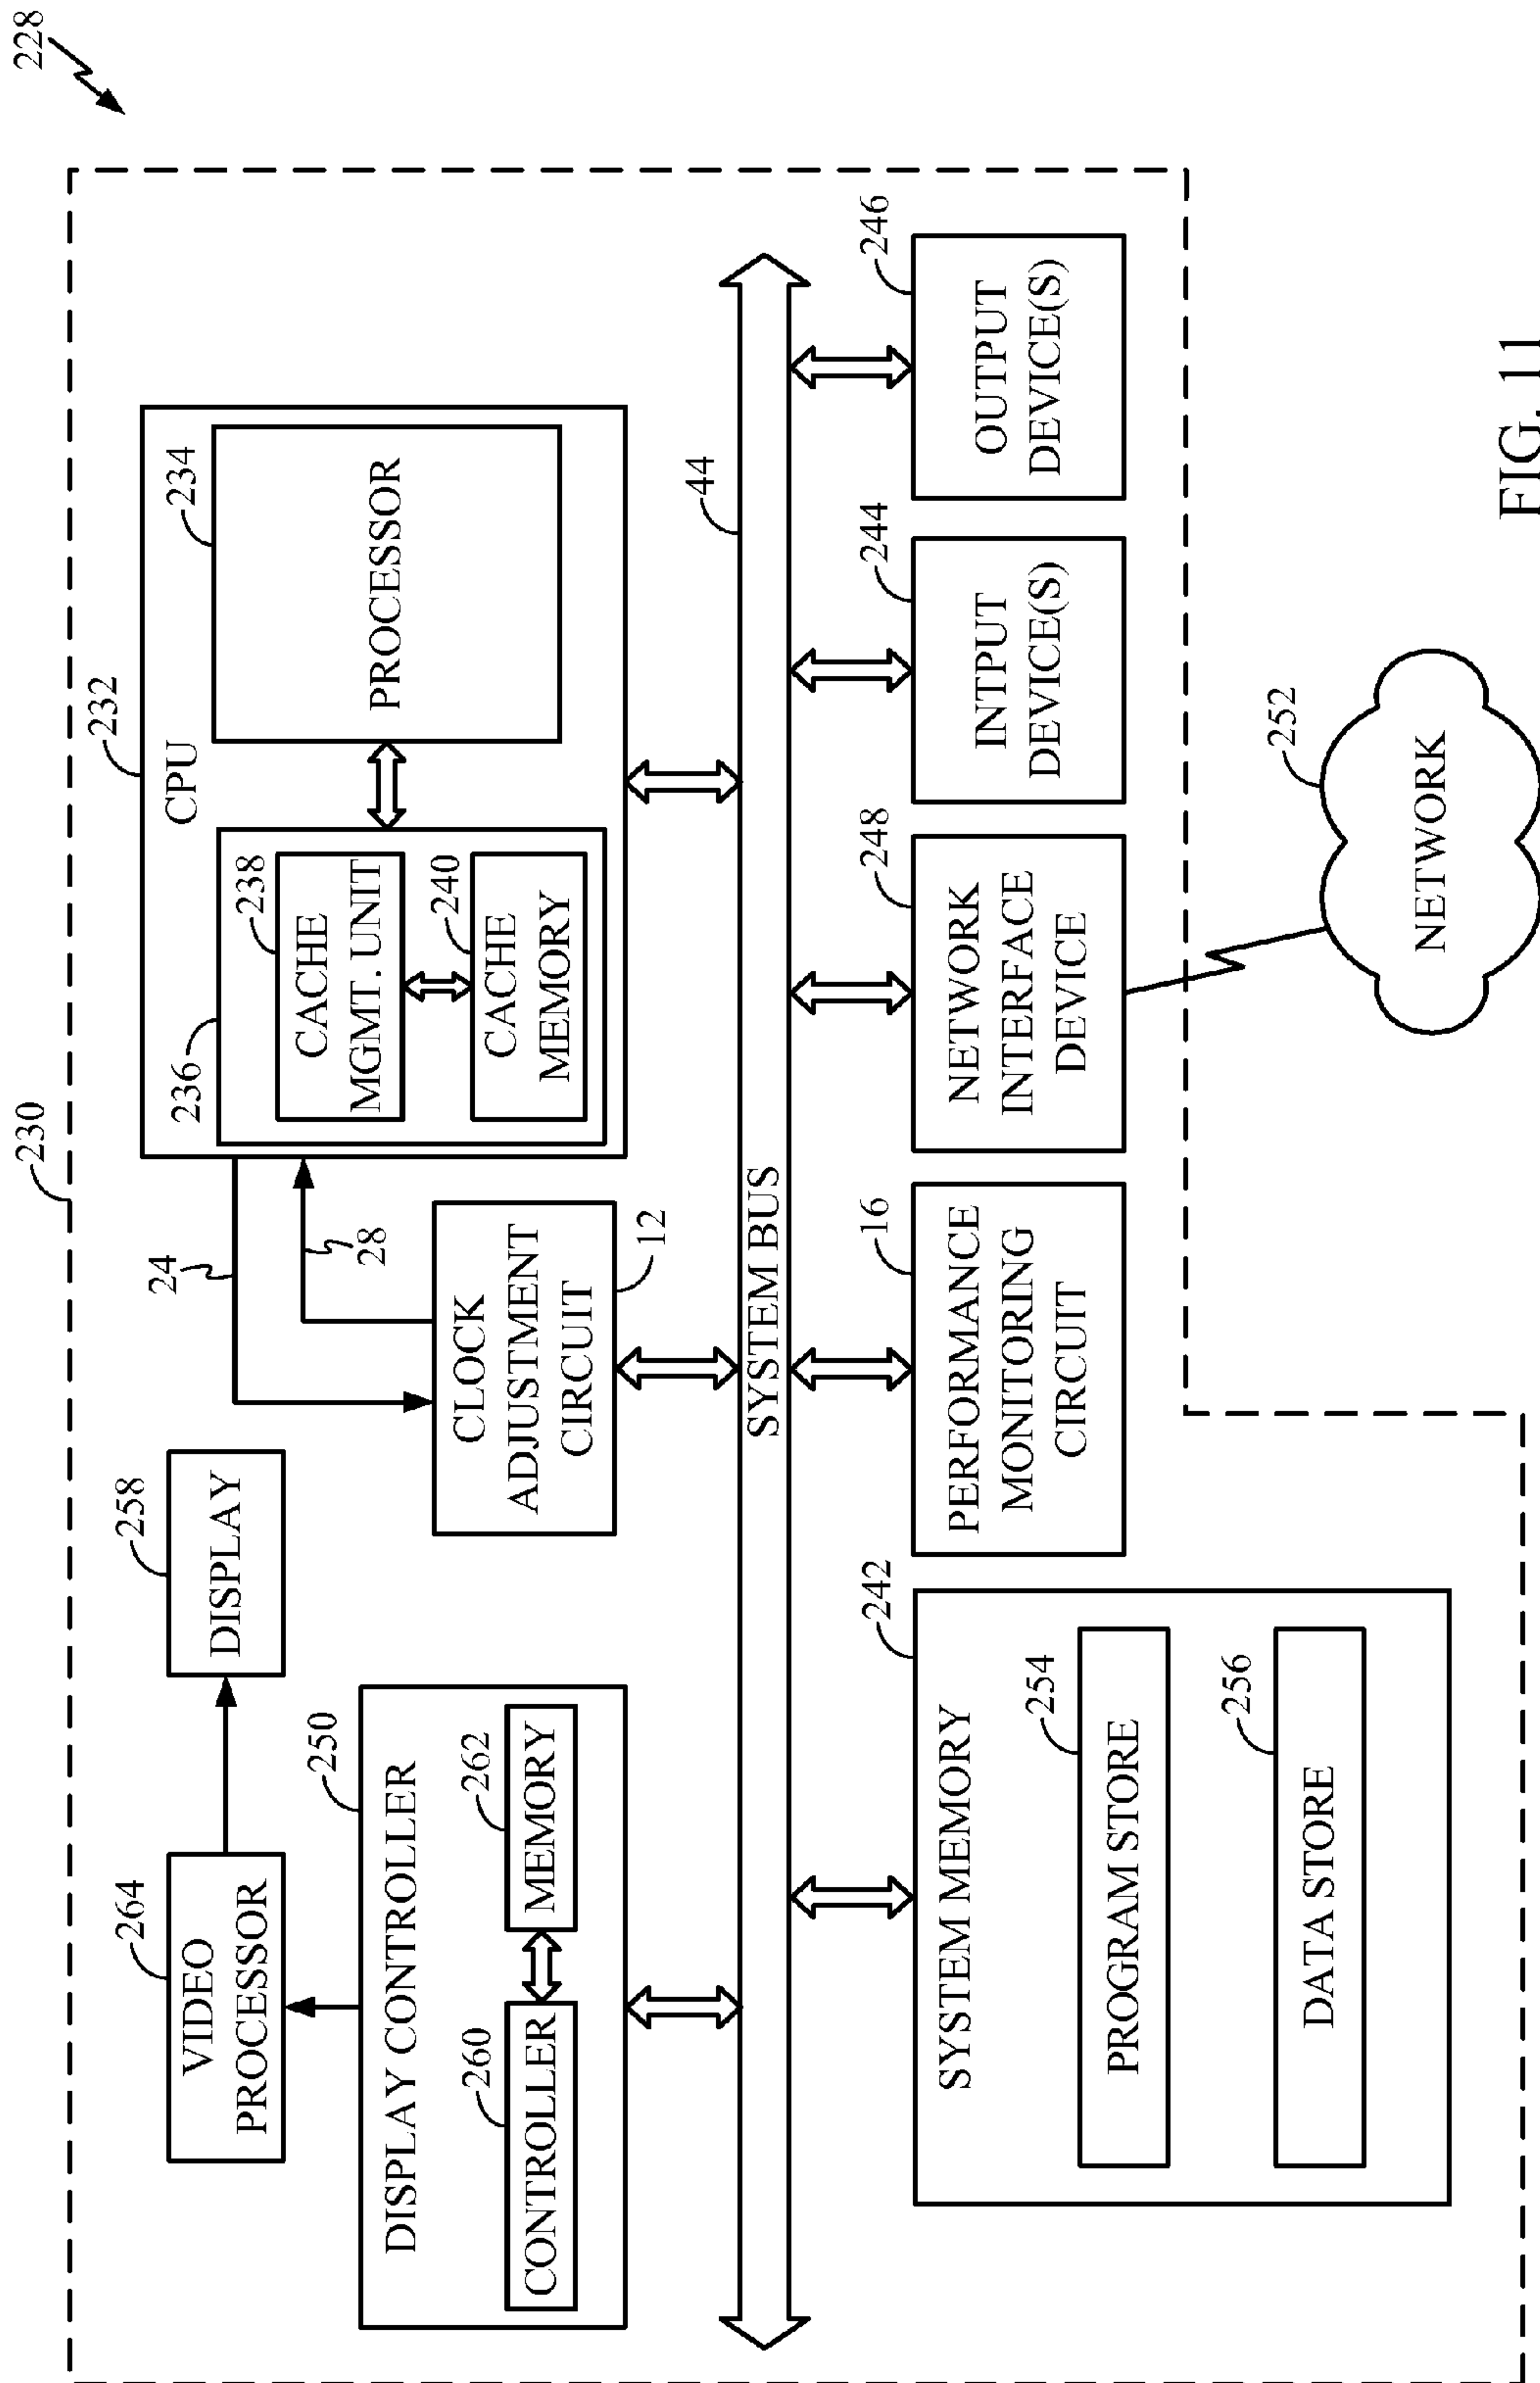 228
230
264
VIDEO
PROCESSOR
258
DISPLAY
24
28
232
CPU
236
238
CACHE
MGMT. UNIT
240
CACHE
MEMORY
234
PROCESSOR
250
DISPLAY CONTROLLER
260
CONTROLLER
262
MEMORY
CLOCK
ADJUSTMENT
CIRCUIT
12
44
SYSTEM BUS
242
SYSTEM MEMORY
254
PROGRAM STORE
256
DATA STORE
16
PERFORMANCE
MONITORING
CIRCUIT
248
NETWORK
INTERFACE
DEVICE
244
INTPUT
DEVICE(S)
246
OUTPUT
DEVICE(S)
252
NETWORK
FIG. 11